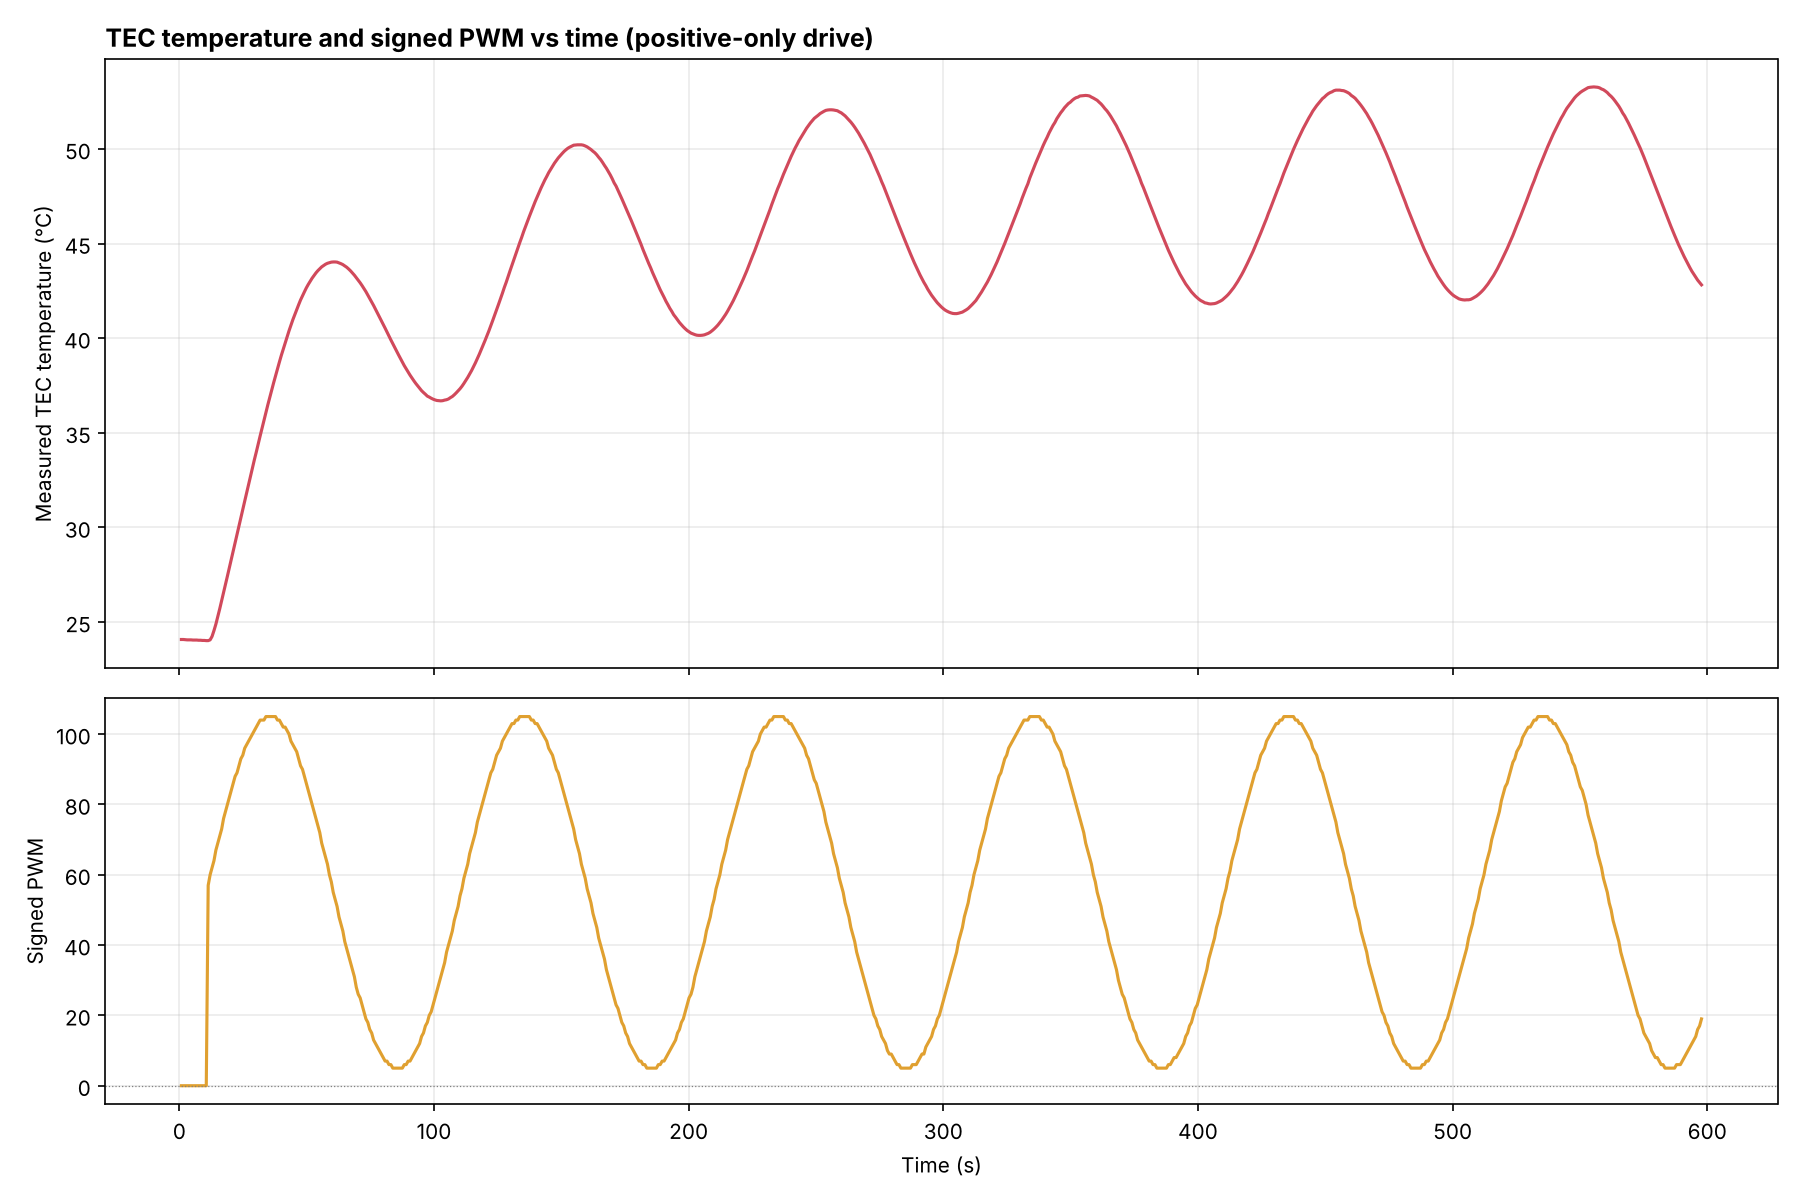 TEC temperature and signed PWM vs time (positive-only drive)
Measured TEC temperature (°C)
50
45
40
35
30
25
Signed PWM
100
80
60
40
20
0
0 100 200 300 400 500 600
Time (s)